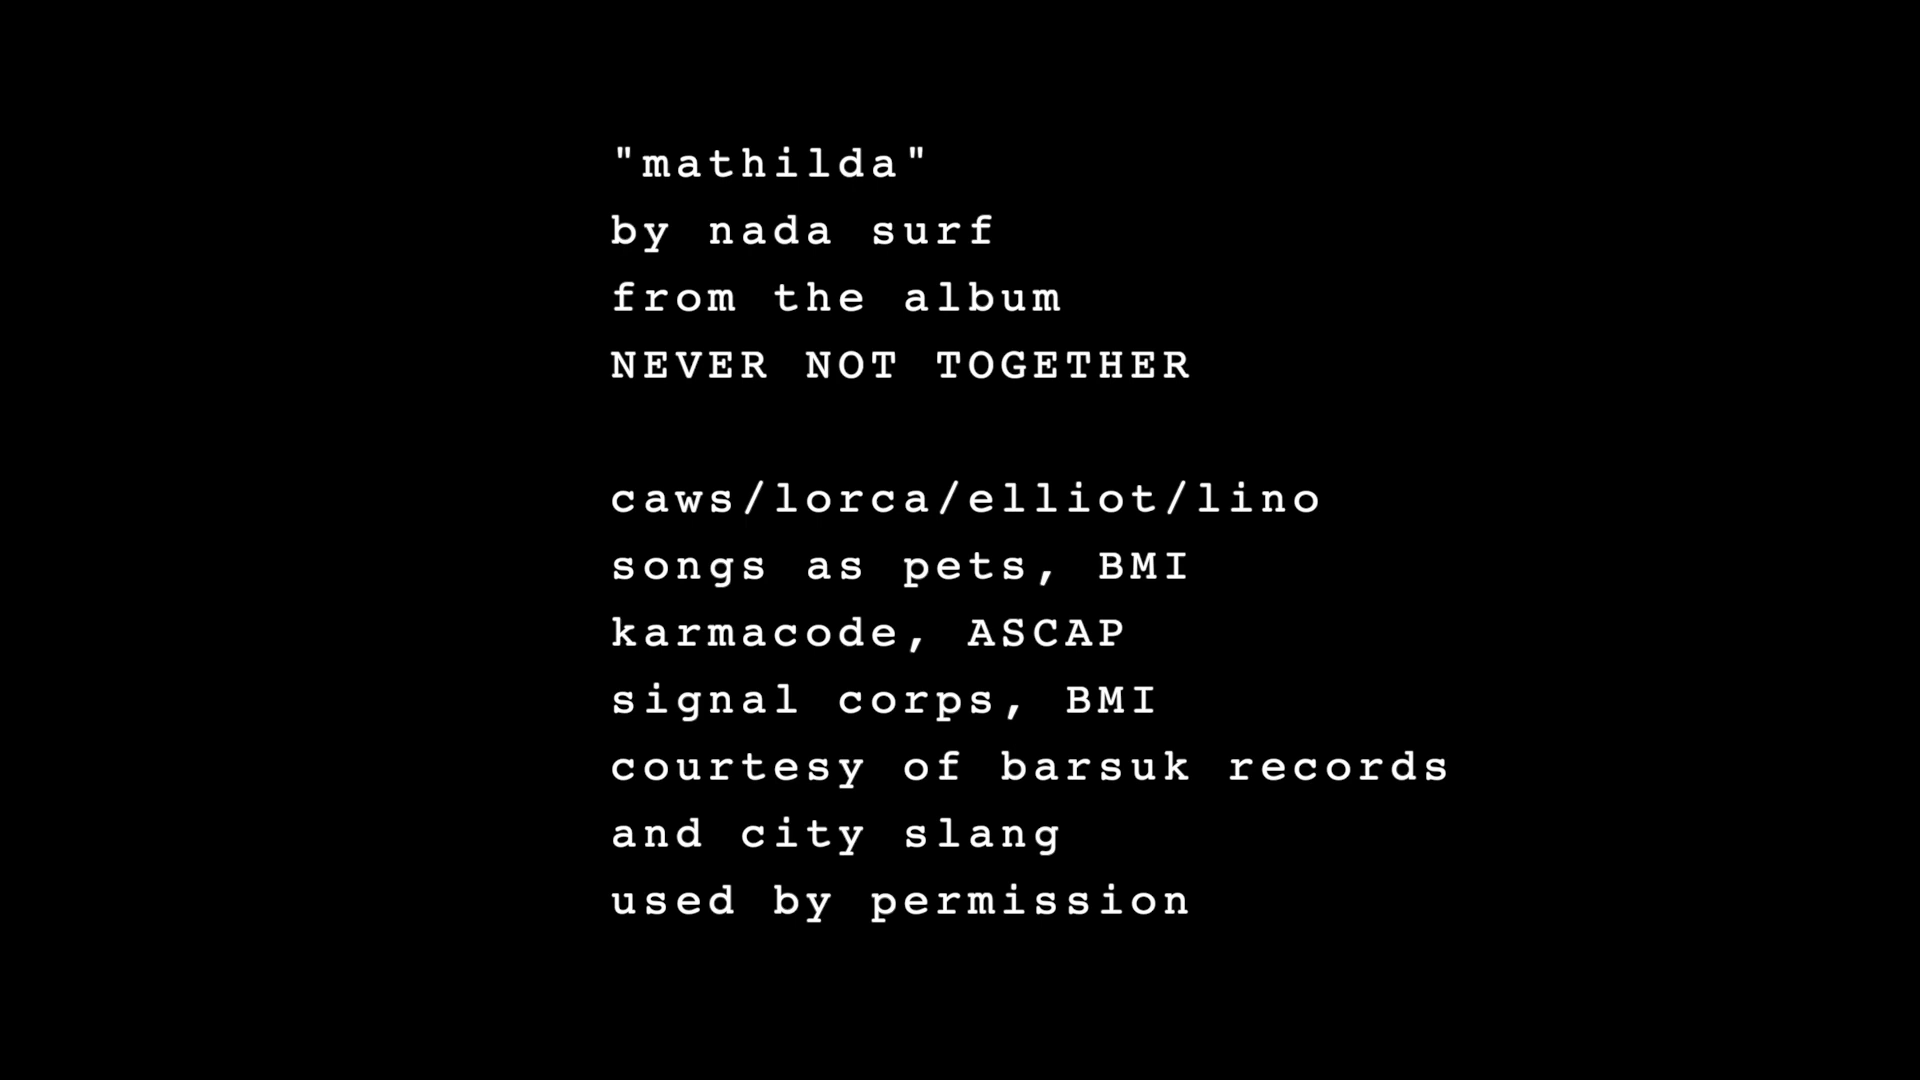 "mathilda"
by nada surf
from the album
NEVER NOT TOGETHER
caws/lorca/elliot/lino
songs as pets, BMI
karmacode, ASCAP
signal corps, BMI
courtesy of barsuk records
and city slang
used by permission